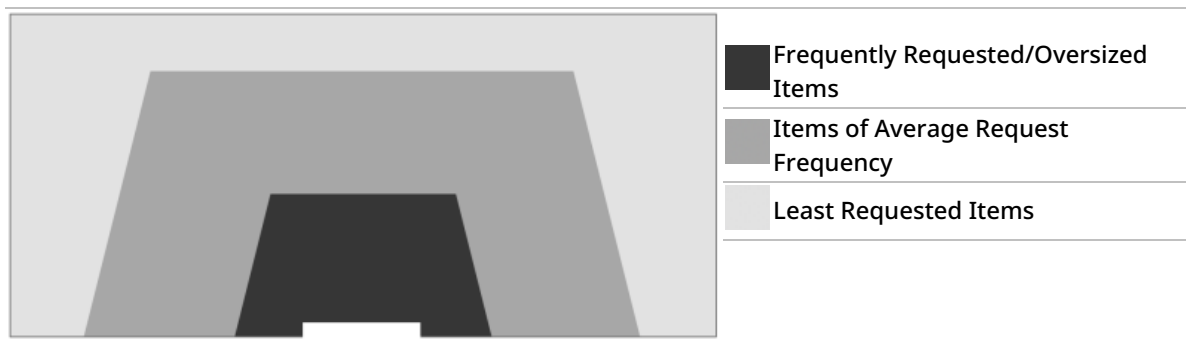 Frequently Requested/Oversized
Items
Items of Average Request
Frequency
Least Requested Items